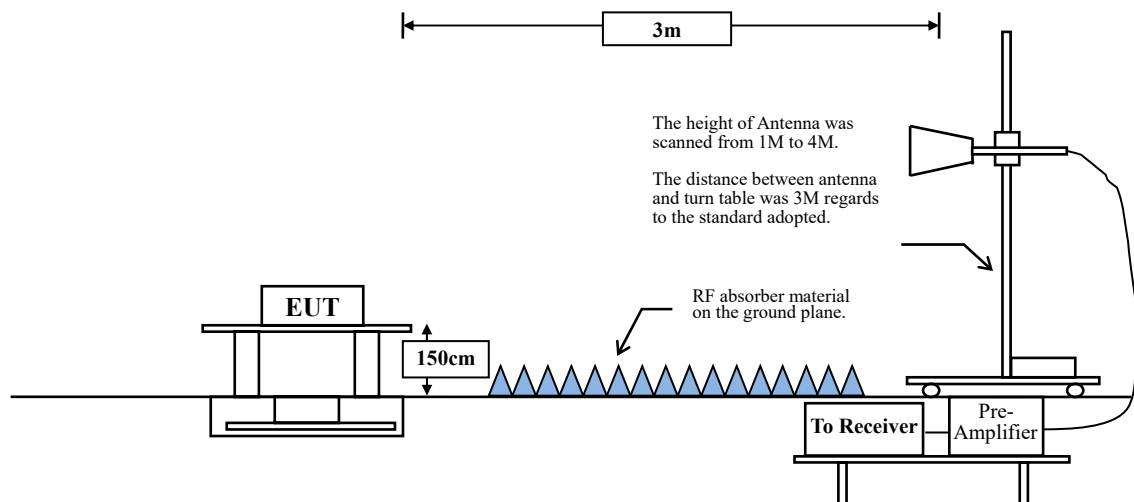 3m
The height of Antenna was
scanned from 1M to 4M.
The distance between antenna
and turn table was 3M regards
to the standard adopted.
RF absorber material
on the ground plane.
EUT
150cm
To Receiver
Pre-
Amplifier